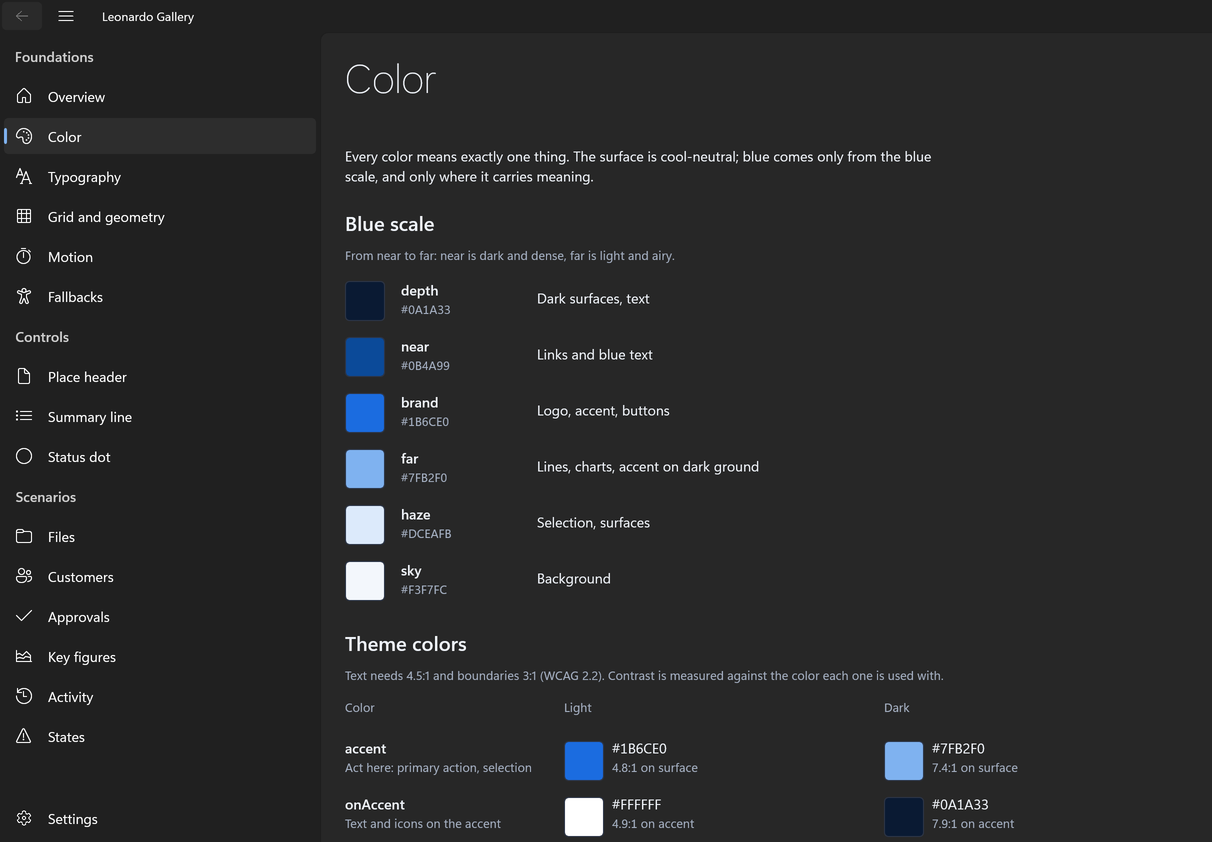 Leonardo Gallery
Foundations
Overview
Color
Typography
Grid and geometry
Motion
Fallbacks
Controls
Place header
Summary line
Status dot
Scenarios
Files
Customers
Approvals
Key figures
Activity
States
Settings
Color
Every color means exactly one thing. The surface is cool-neutral; blue comes only from the blue
scale, and only where it carries meaning.
Blue scale
From near to far: near is dark and dense, far is light and airy.
depth
#0A1A33
Dark surfaces, text
near
#0B4A99
Links and blue text
brand
#1B6CE0
Logo, accent, buttons
far
#7FB2F0
Lines, charts, accent on dark ground
haze
#DCEAFB
Selection, surfaces
sky
#F3F7FC
Background
Theme colors
Text needs 4.5:1 and boundaries 3:1 (WCAG 2.2). Contrast is measured against the color each one is used with.
Color Light Dark
accent
Act here: primary action, selection
#1B6CE0
4.8:1 on surface
#7FB2F0
7.4:1 on surface
onAccent
Text and icons on the accent
#FFFFFF
4.9:1 on accent
#0A1A33
7.9:1 on accent